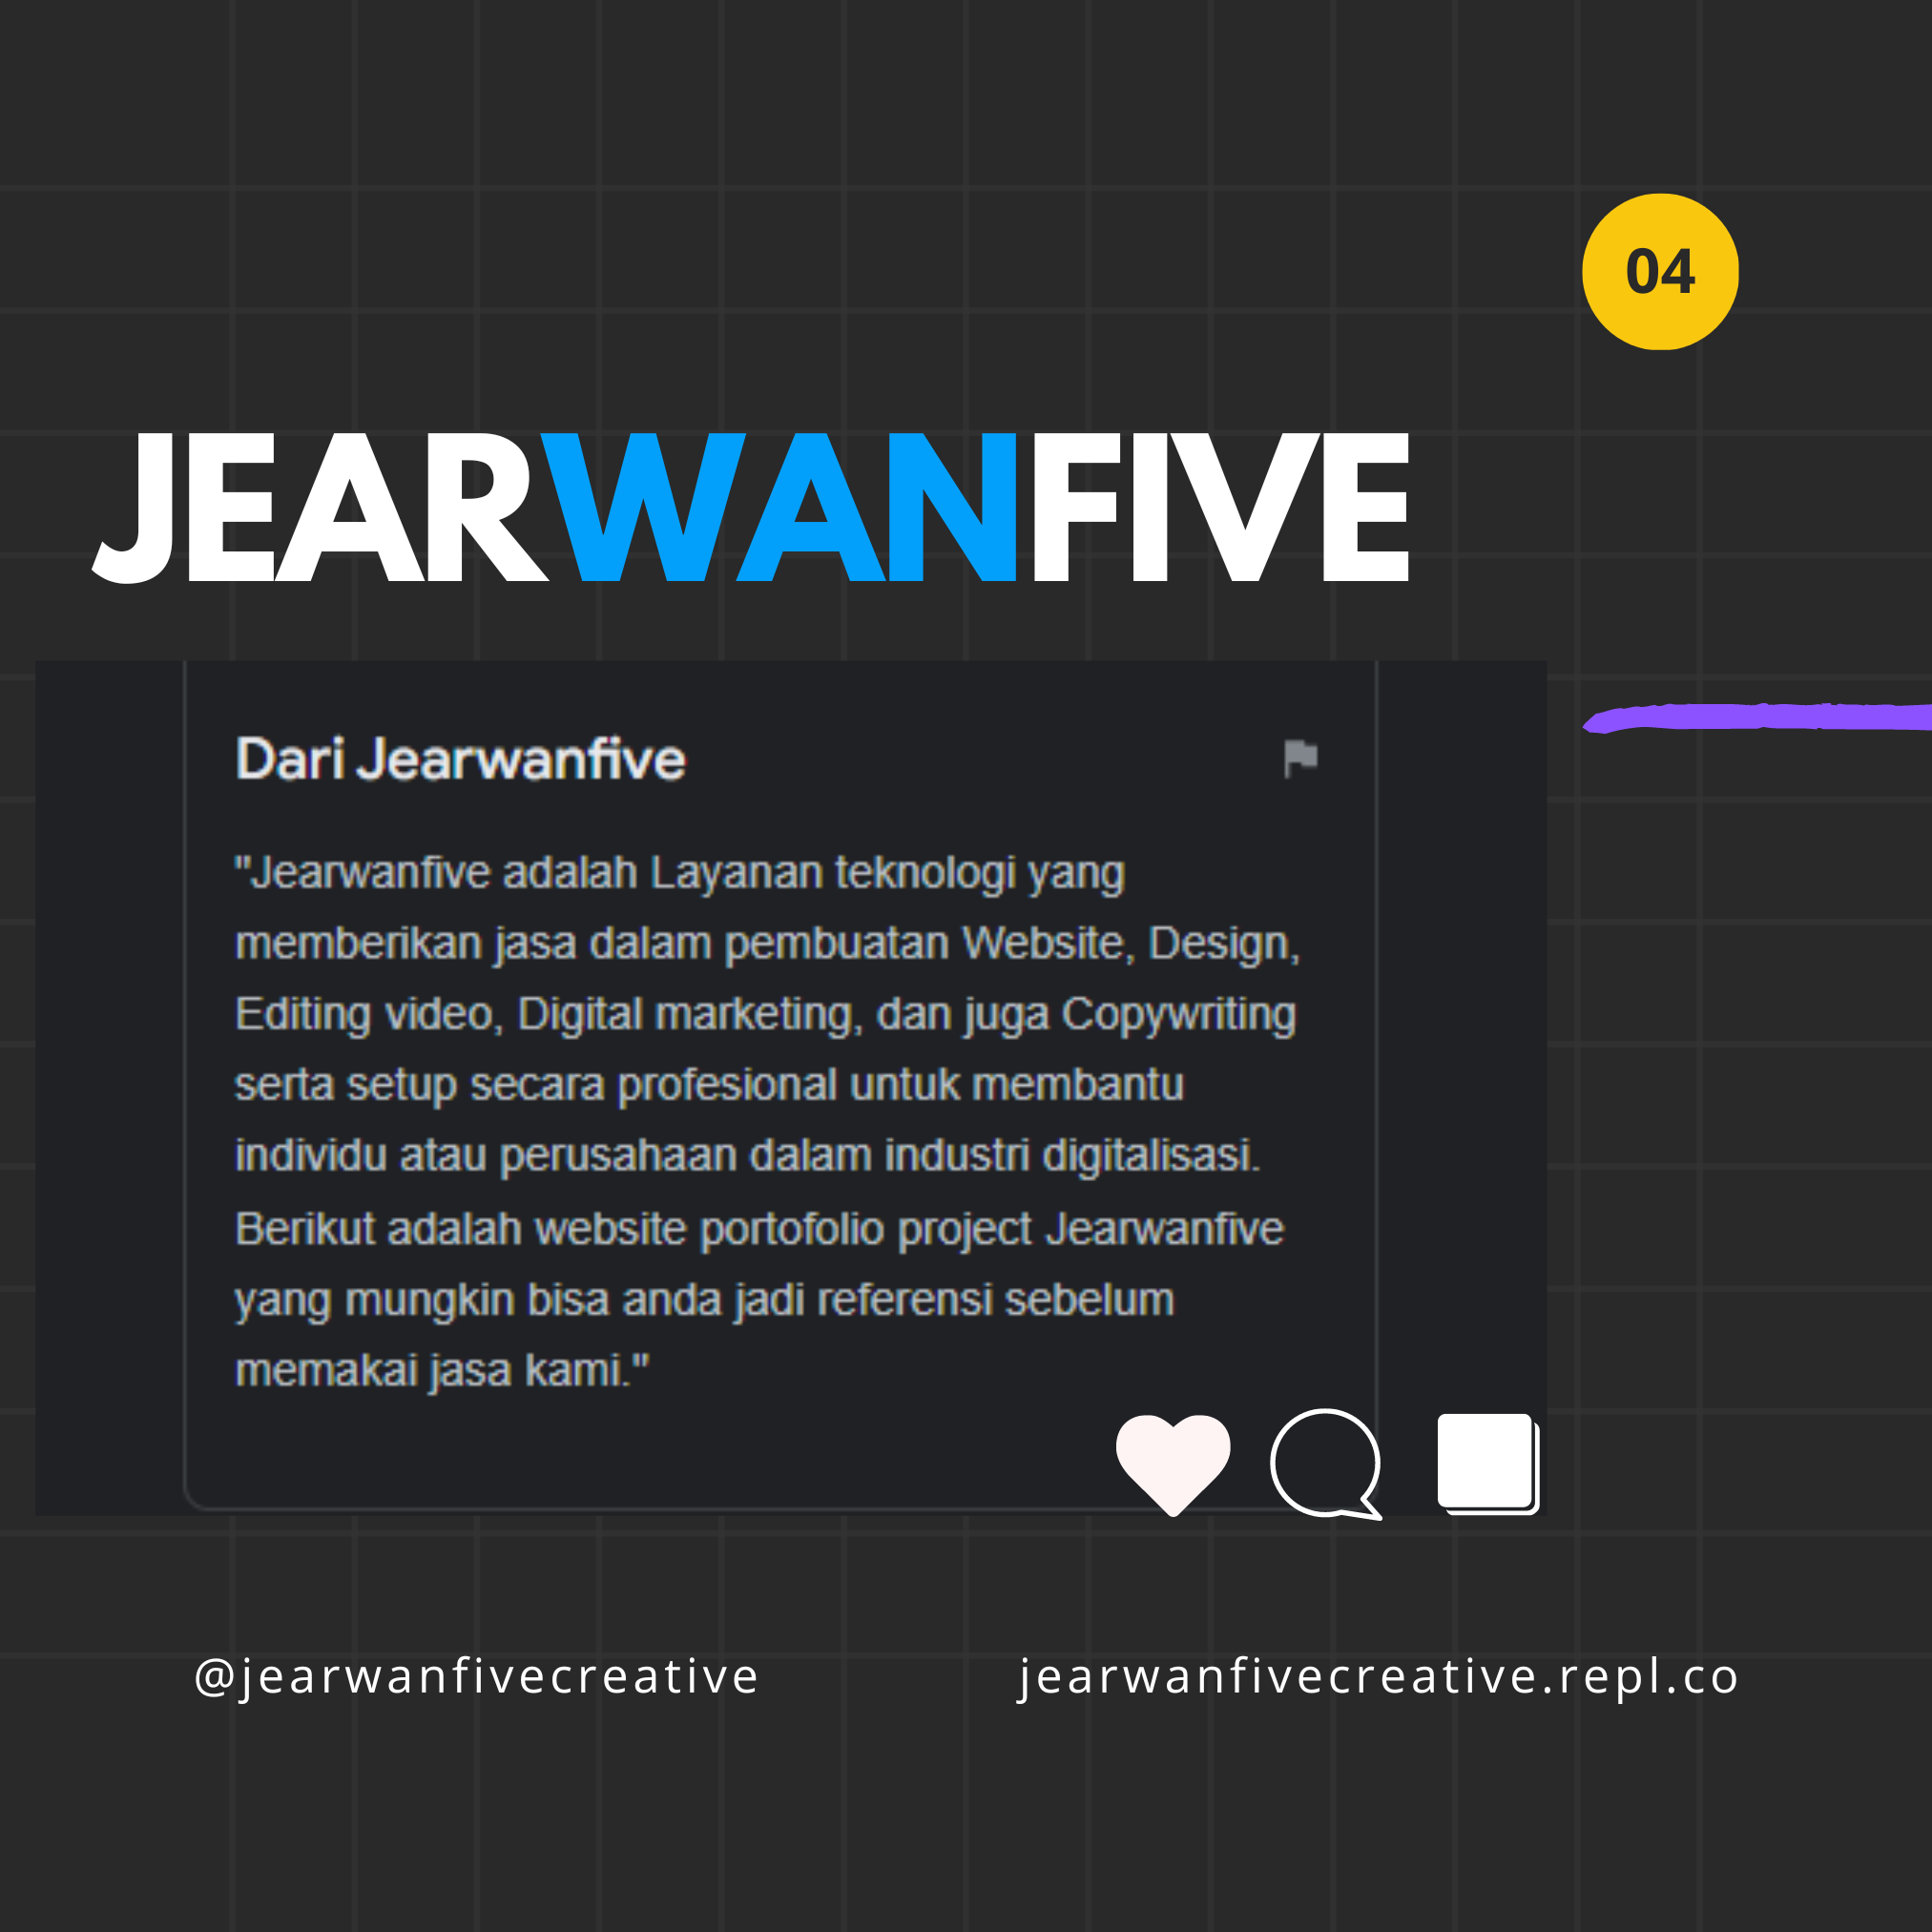 04
JEARWANFIVE
Dari Jearwanfive
"Jearwanfive adalah Layanan teknologi yang
memberikan jasa dalam pembuatan Website, Design,
Editing video, Digital marketing, dan juga Copywriting
serta setup secara profesional untuk membantu
individu atau perusahaan dalam industri digitalisasi.
Berikut adalah website portofolio project Jearwanfive
yang mungkin bisa anda jadi referensi sebelum
memakai jasa kami."
@jearwanfivecreative
jearwanfivecreative.repl.co